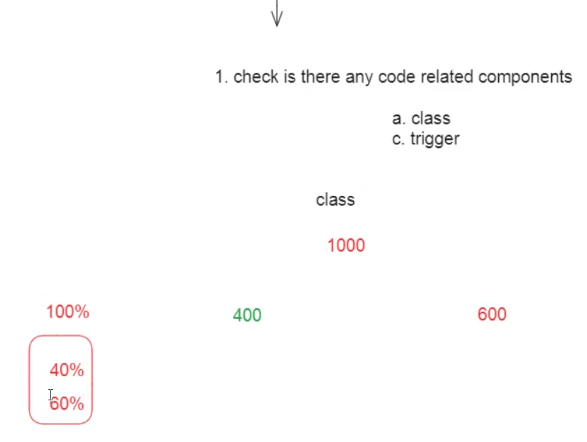 1. check is there any code related components
a. class
c. trigger
class
1000
100% 400 600
40%
60%